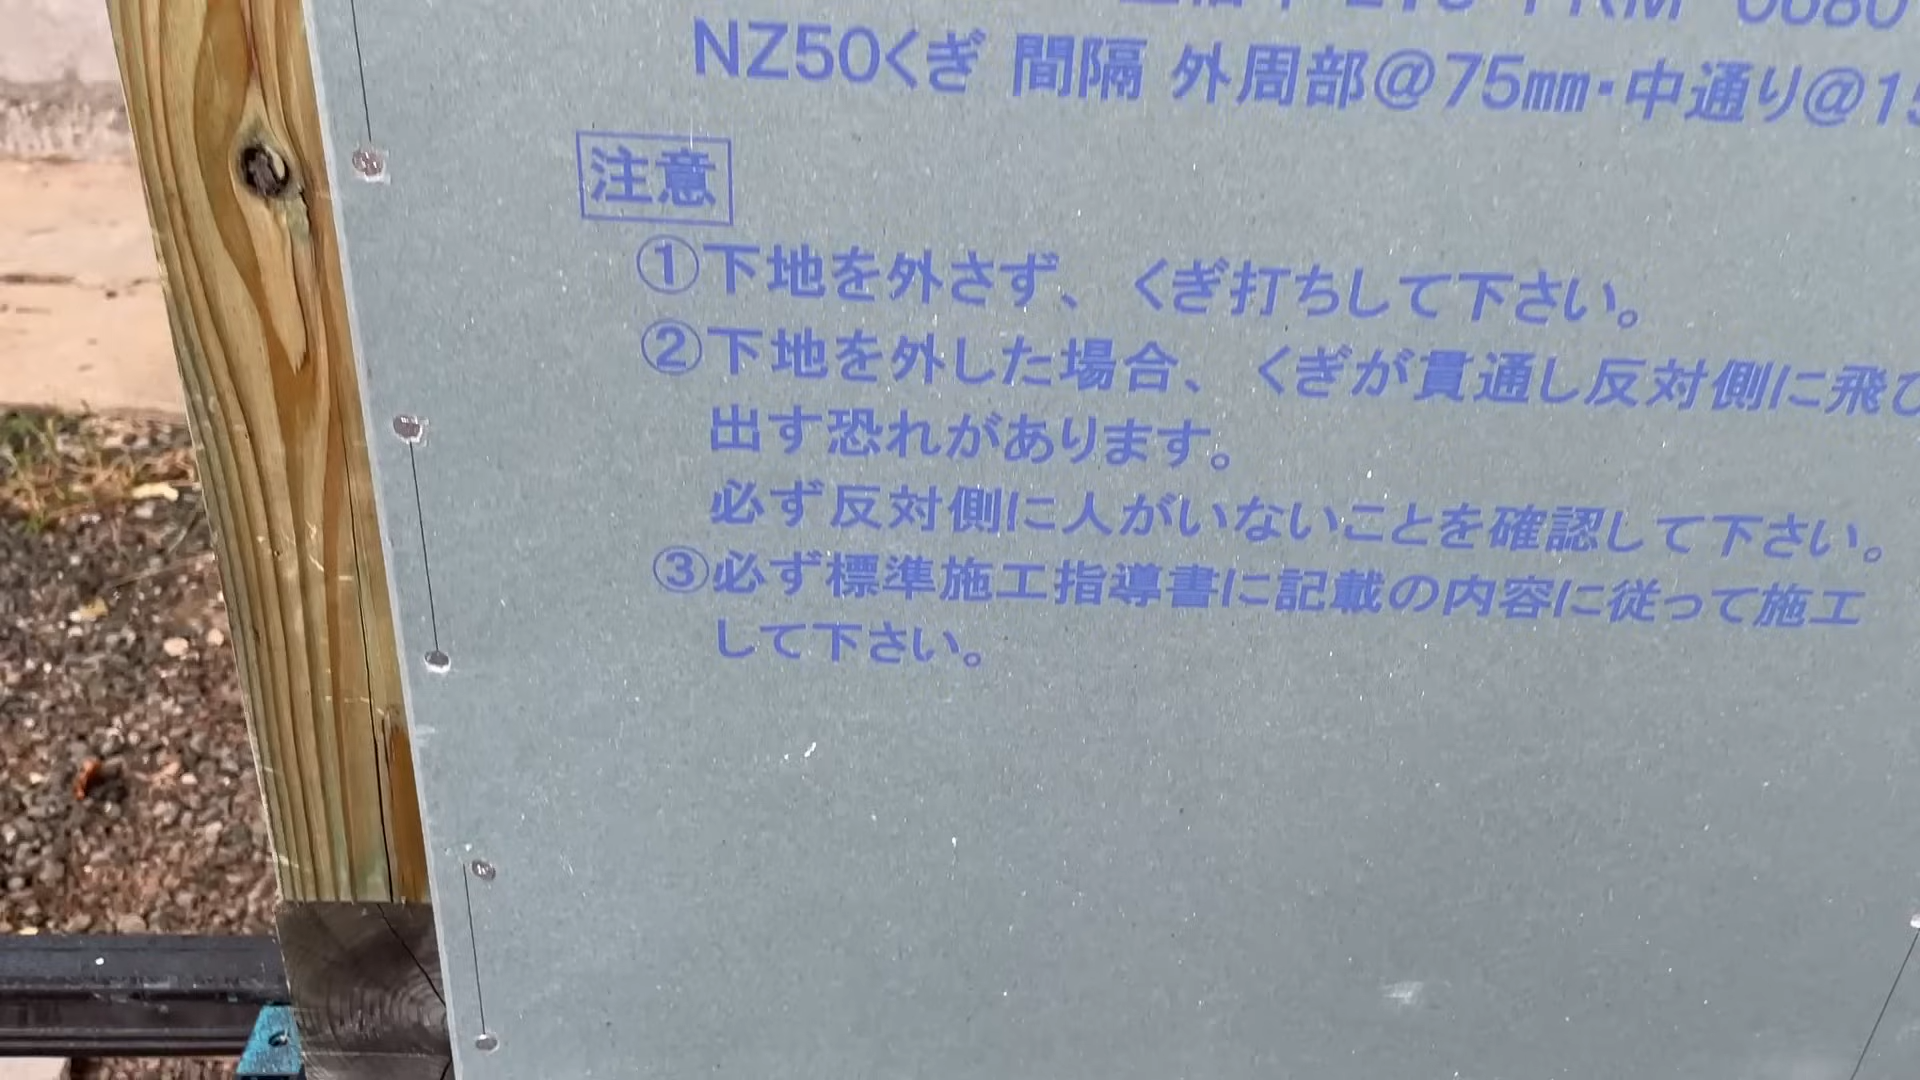 NZ50くぎ 間隔 外周部@75㎜・中通り@15
注意
①下地を外さず、くぎ打ちして下さい。
②下地を外した場合、くぎが貫通し反対側に飛び
出す恐れがあります。
必ず反対側に人がいないことを確認して下さい。
③必ず標準施工指導書に記載の内容に従って施工
して下さい。